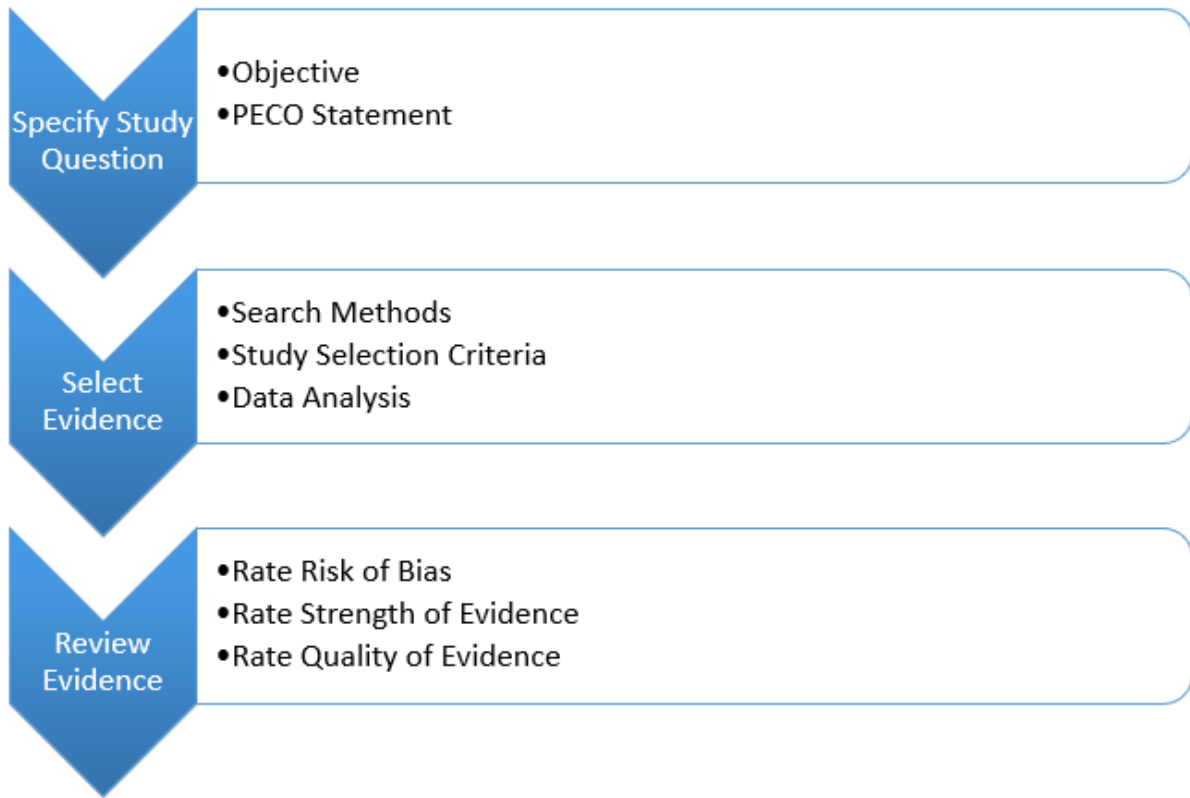 Specify Study
Question
•Objective
•PECO Statement
Select
Evidence
•Search Methods
•Study Selection Criteria
•Data Analysis
Review
Evidence
•Rate Risk of Bias
•Rate Strength of Evidence
•Rate Quality of Evidence